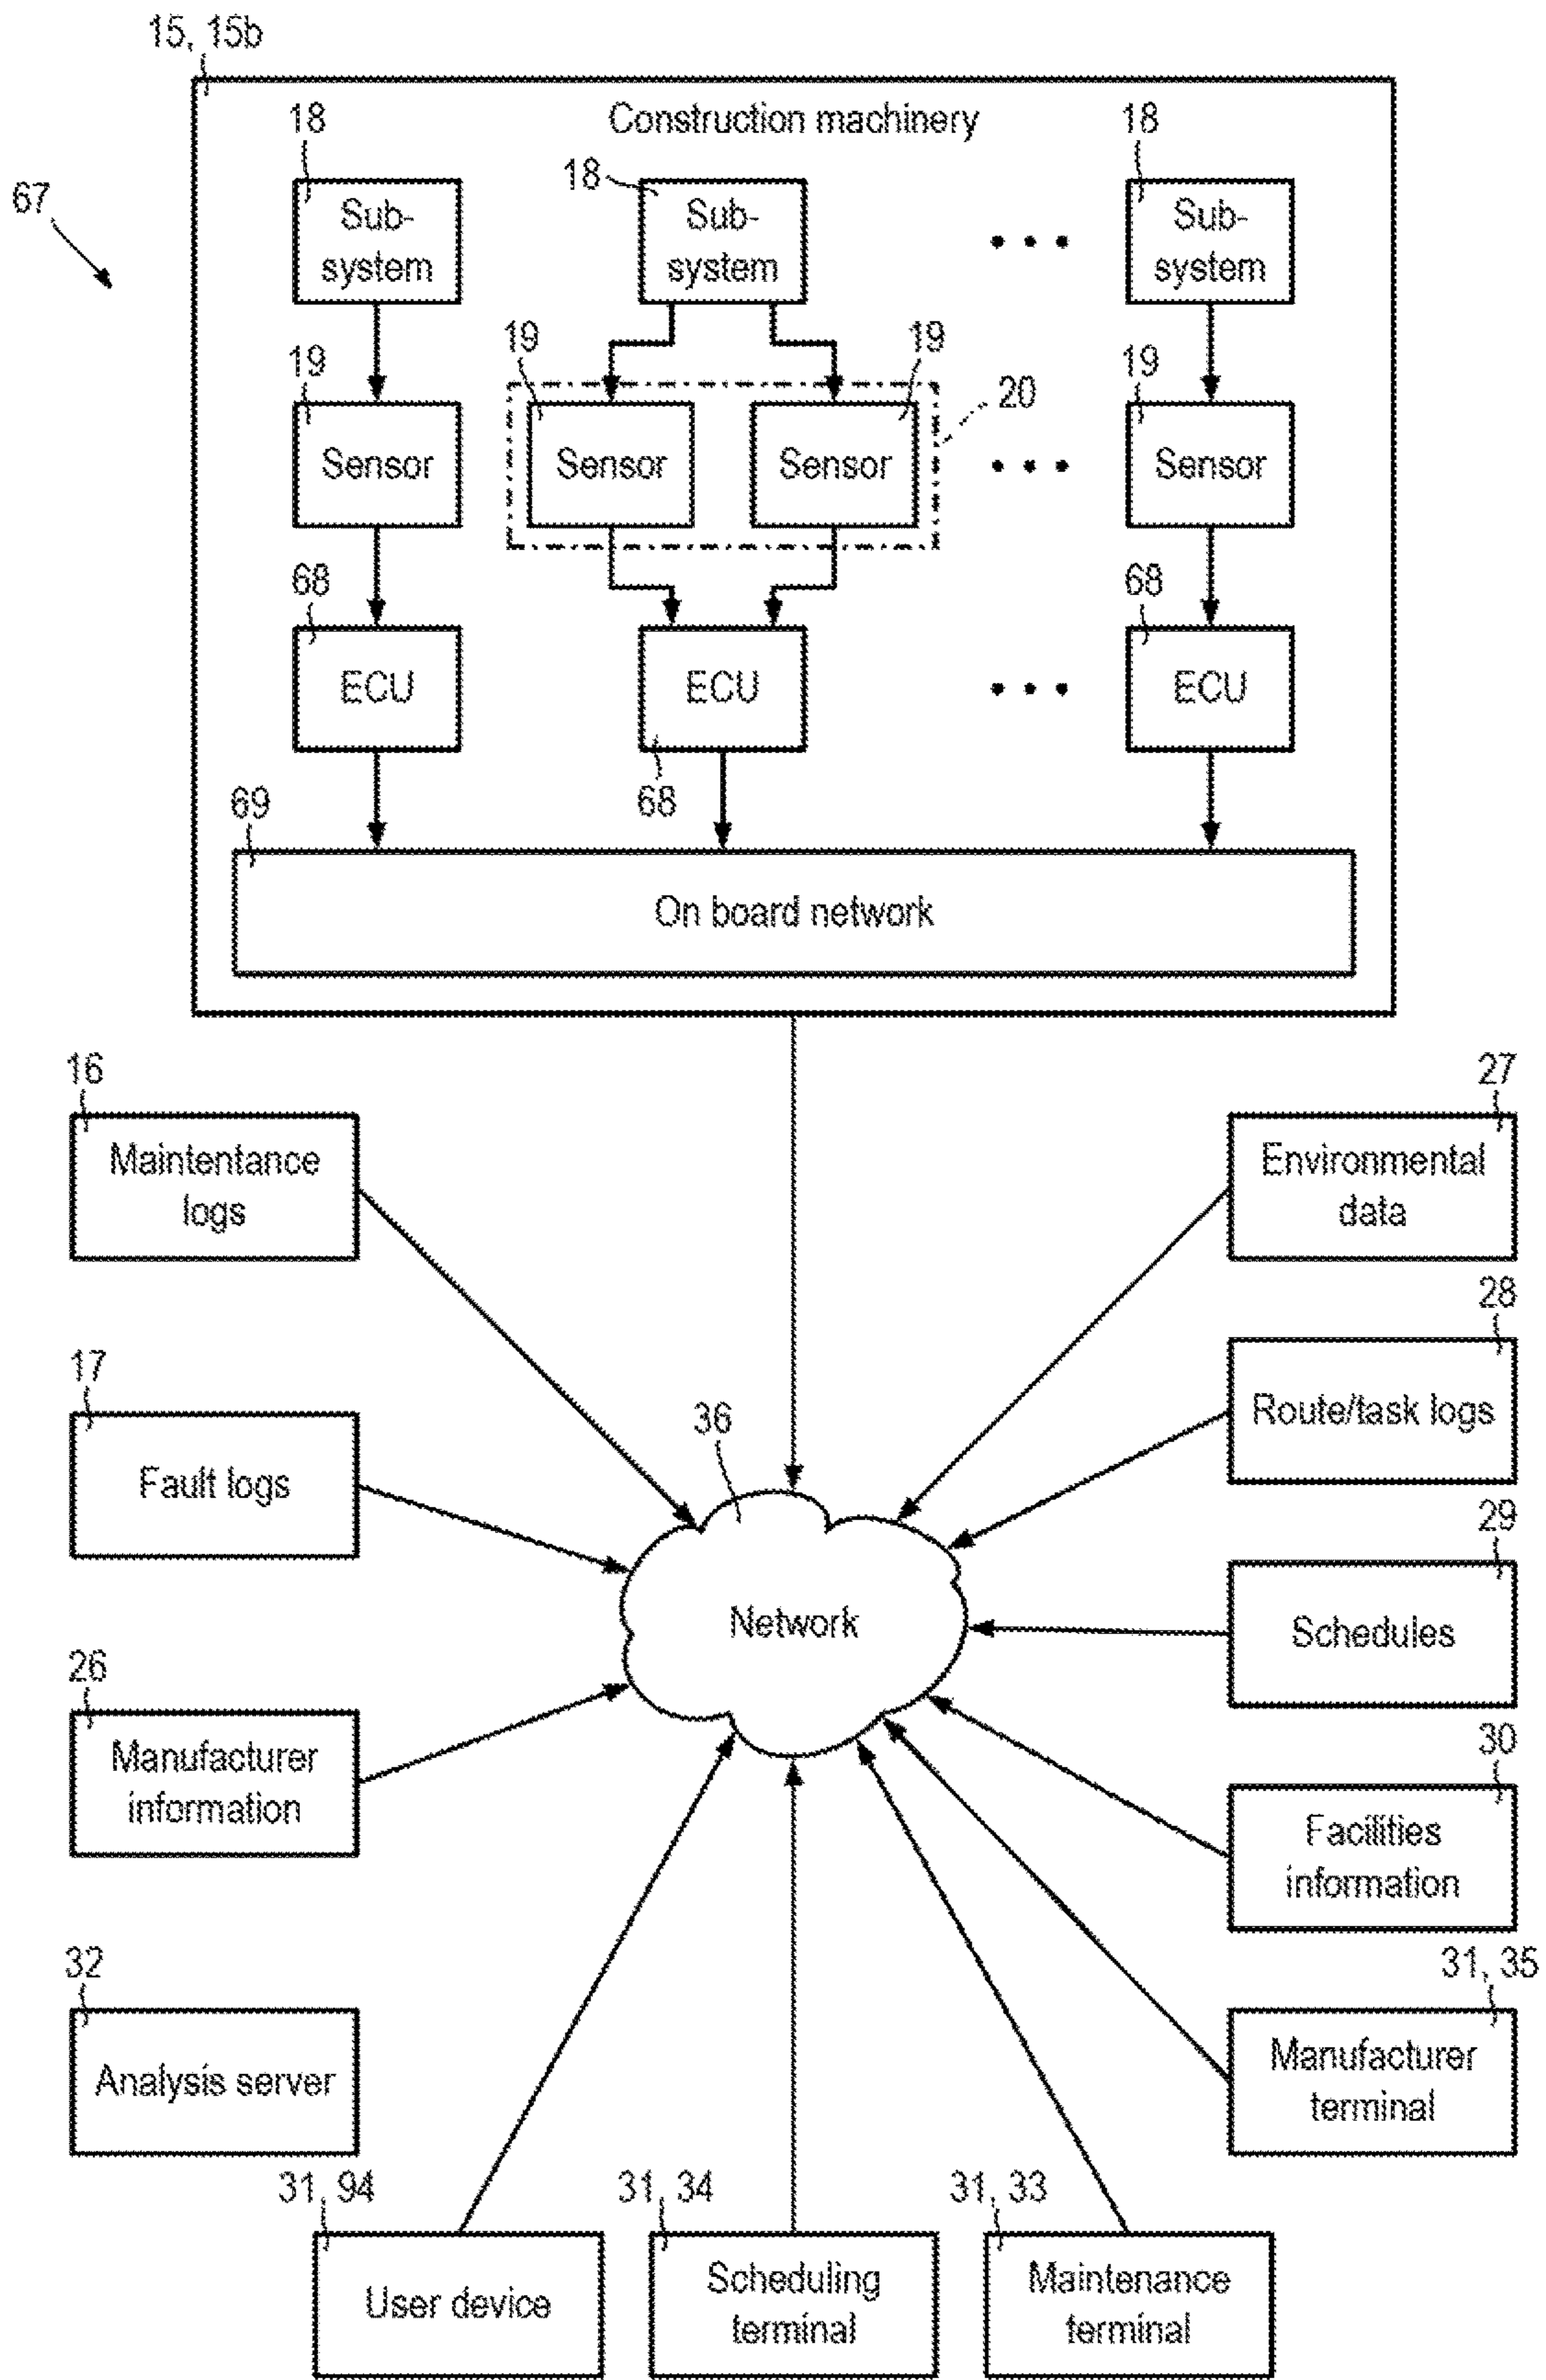 15, 15b
Construction machinery
67
18
18
18
Sub-
system
Sub-
system
Sub-
system
19
19
19
20
19
Sensor
Sensor
Sensor
Sensor
68
68
ECU
ECU
ECU
68
69
On board network
16
Maintentance
logs
27
Environmental
data
28
Route/task logs
17
Fault logs
36
Network
29
Schedules
26
Manufacturer
information
30
Facilities
information
32
Analysis server
31, 35
Manufacturer
terminal
31, 94
User device
31, 34
Scheduling
terminal
31, 33
Maintenance
terminal